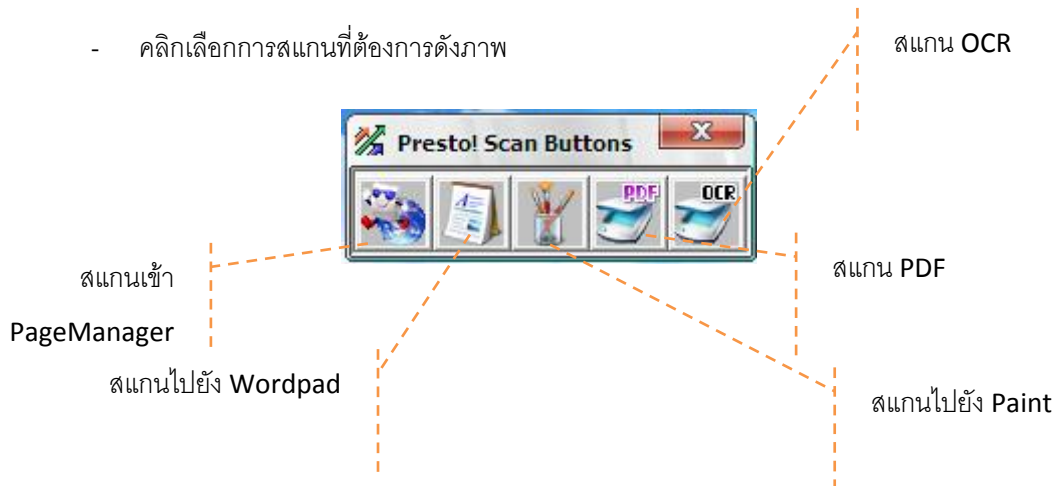 - คลิกเลือกการสแกนที่ต้องการดังภาพ
สแกน OCR
Presto! Scan Buttons
PDF
OCR
สแกนเข้า
PageManager
สแกน PDF
สแกนไปยัง Wordpad
สแกนไปยัง Paint